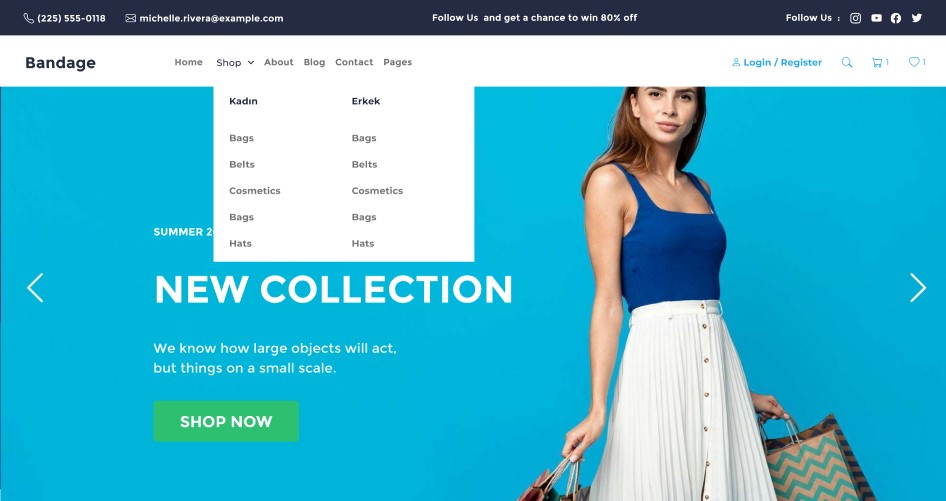 (225) 555-0118 michelle.rivera@example.com Follow Us and get a chance to win 80% off Follow Us :
Bandage Home Shop About Blog Contact Pages Login / Register 1 1
Kadın Erkek
Bags Bags
Belts Belts
Cosmetics Cosmetics
Bags Bags
Hats Hats
SUMMER
NEW COLLECTION
We know how large objects will act,
but things on a small scale.
SHOP NOW